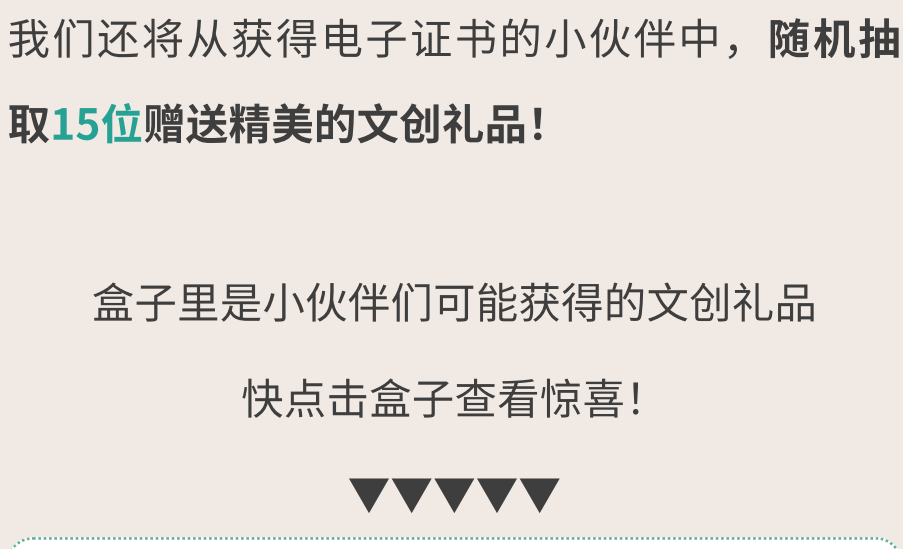 我们还将从获得电子证书的小伙伴中，随机抽
取15位赠送精美的文创礼品！
盒子里是小伙伴们可能获得的文创礼品
快点击盒子查看惊喜！
▼▼▼▼▼